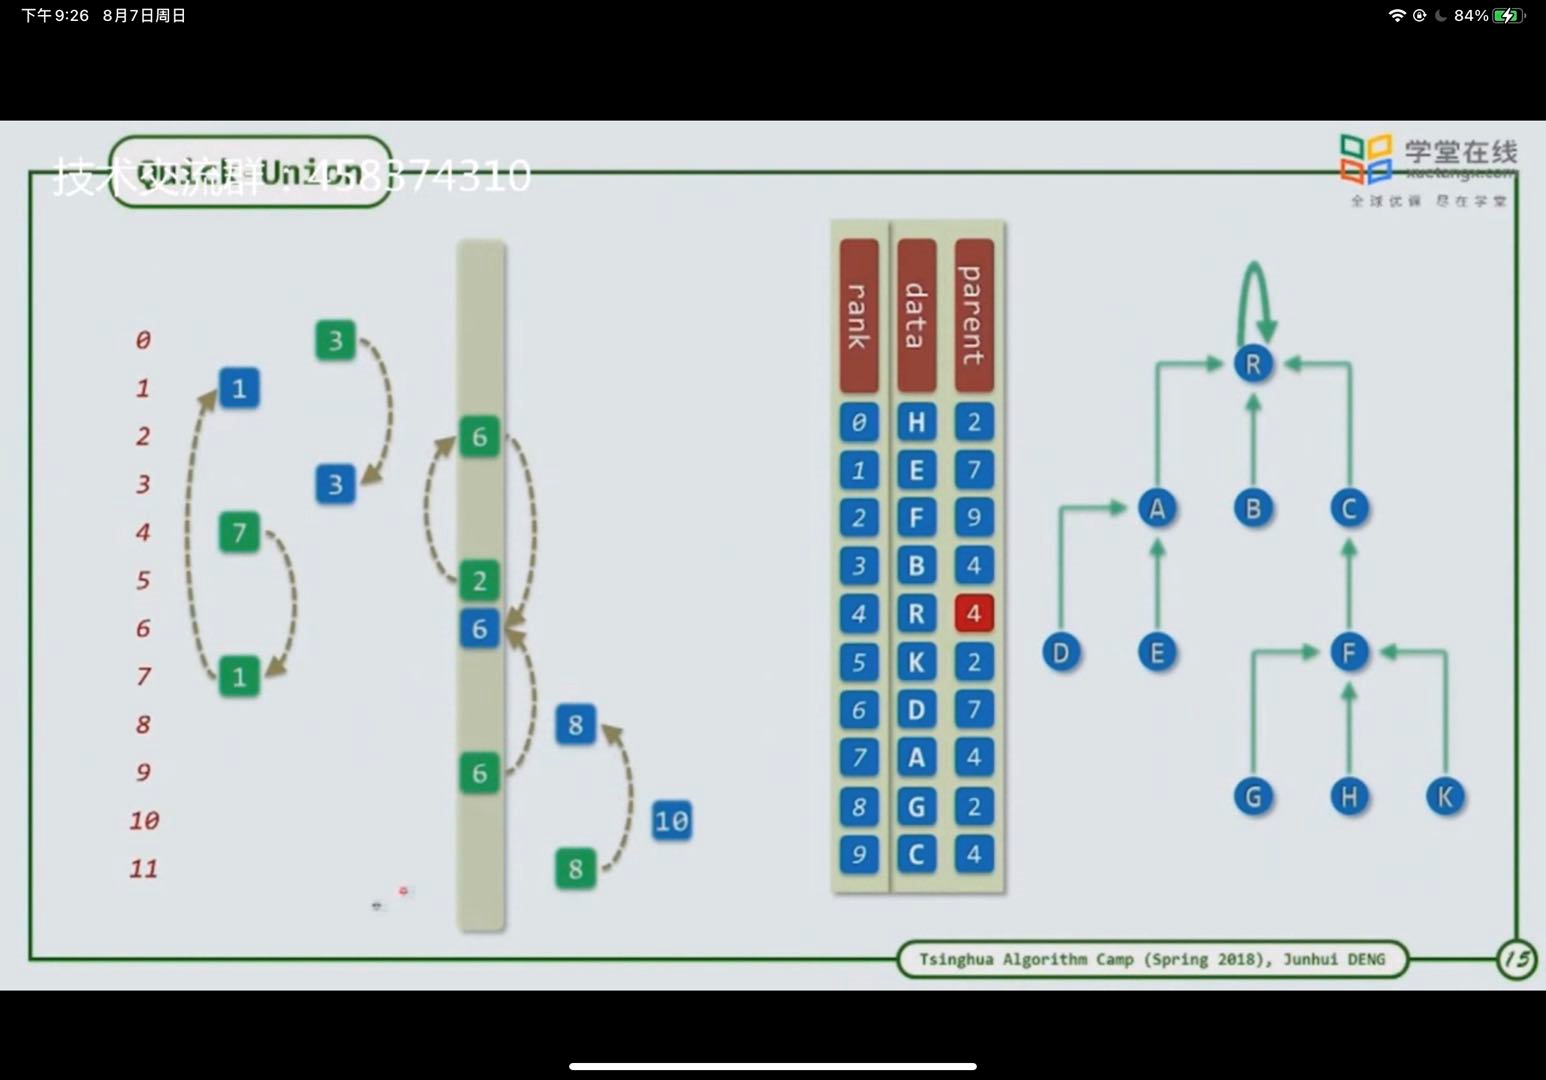 下午9:26 8月7日周日
84%
技术交流群：458374310
Union
学堂在线
xuetangx.com
全球优课 尽在学堂
0 3
1 1
2 6
3 3
4 7
5 2
6 6
7 1
8 8
9 6
10 10
11 8
rank data parent
0 H 2
1 E 7
2 F 9
3 B 4
4 R 4
5 K 2
6 D 7
7 A 4
8 G 2
9 C 4
R
A B C
D E F
G H K
Tsinghua Algorithm Camp (Spring 2018), Junhui DENG
15